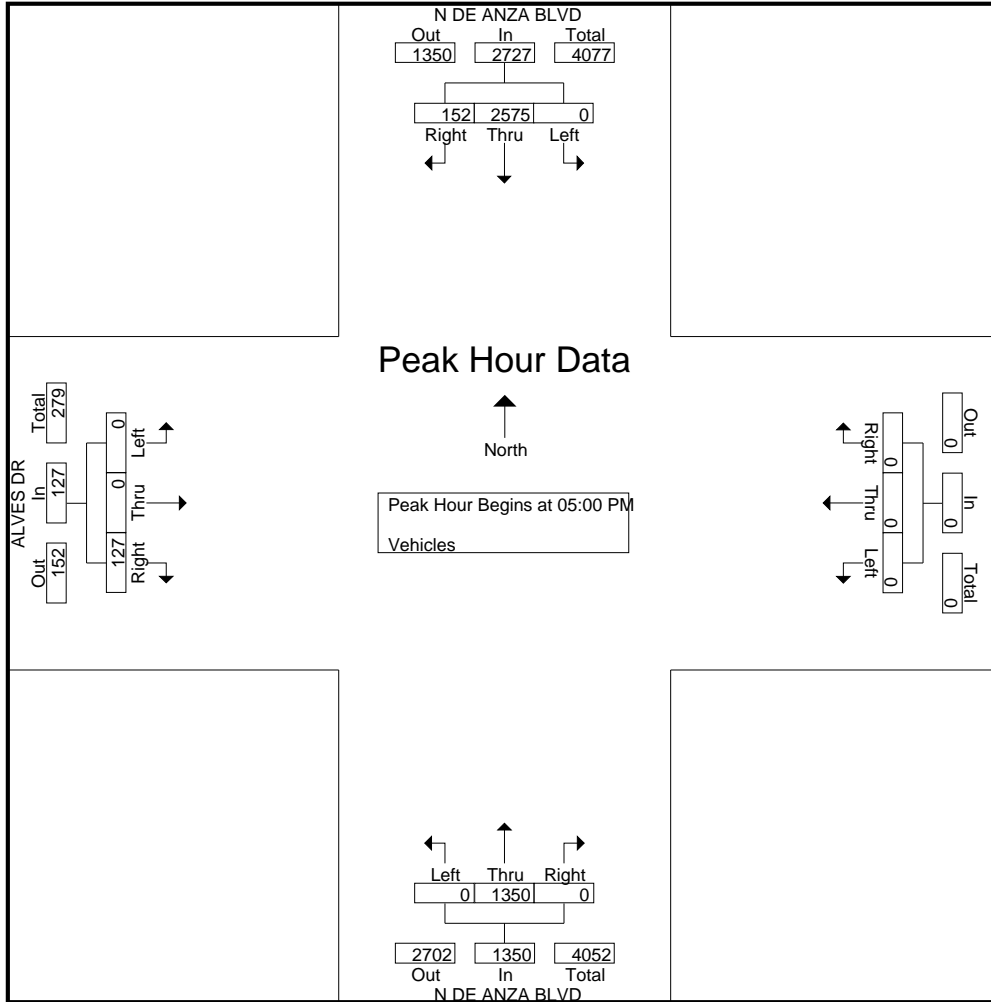 N DE ANZA BLVD
Out In Total
1350 2727 4077
152 2575 0
Right Thru Left
Peak Hour Data
North
Peak Hour Begins at 05:00 PM
Vehicles
ALVES DR
Total In Out
279 127 152
0 0 127
Left Thru Right
Right Thru Left
0 0 0
Out In Total
0 0 0
Left Thru Right
0 1350 0
2702 1350 4052
Out In Total
N DE ANZA BLVD